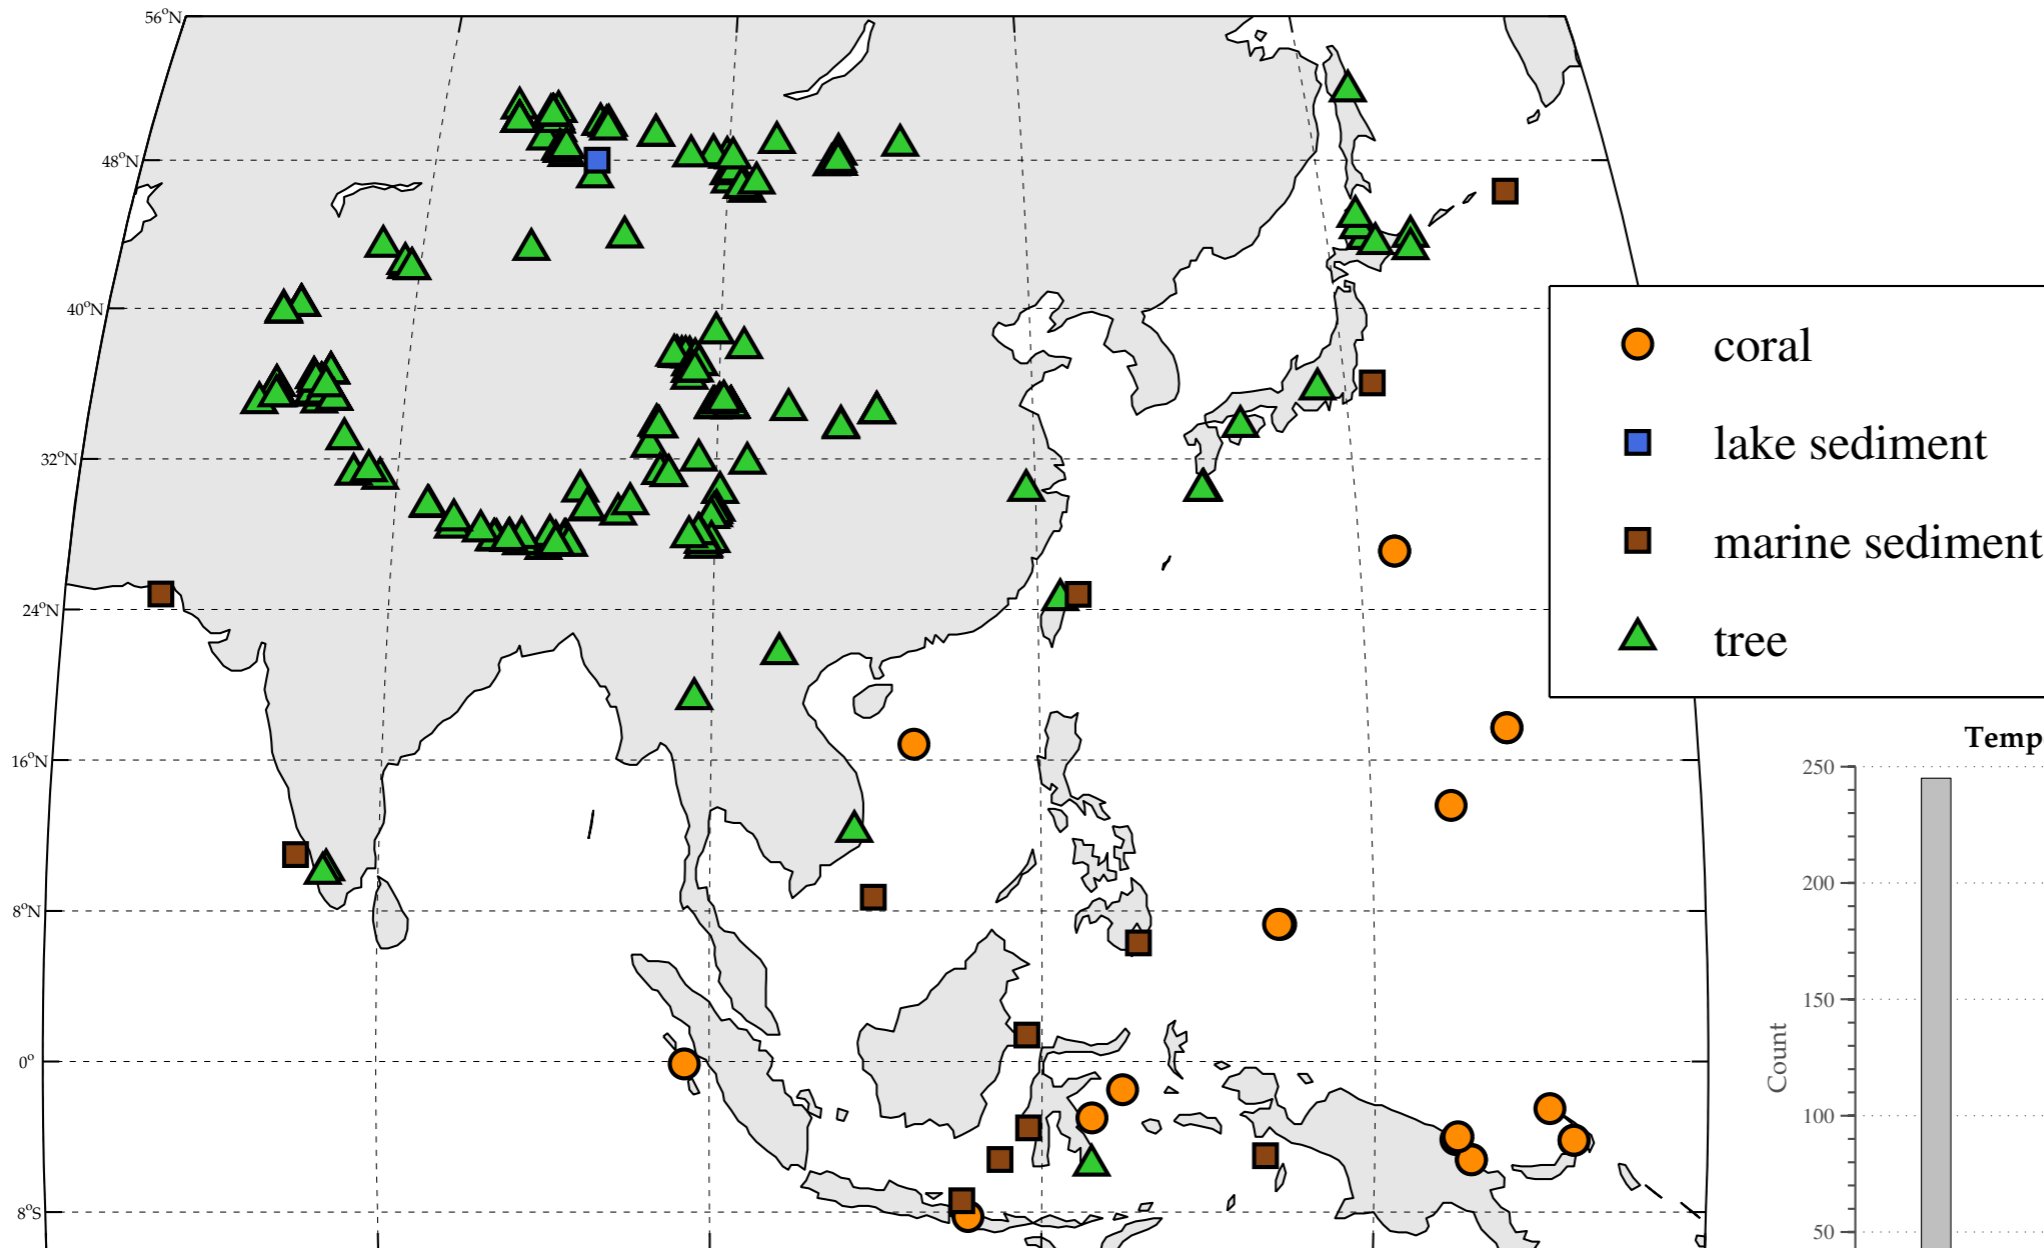 56°N
48°N
40°N
32°N
24°N
16°N
8°N
0°
8°S
coral
lake sediment
marine sediment
tree
Temp
250
200
150
100
50
Count